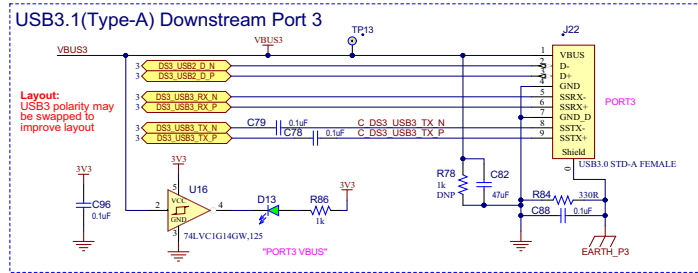 USB3.1(Type-A) Downstream Port 3
VBUS3
VBUS3
TP13
J22
3 DS3_USB2_D_N
3 DS3_USB2_D_P
3 DS3_USB3_RX_N
3 DS3_USB3_RX_P
3 DS3_USB3_TX_N
3 DS3_USB3_TX_P
C79 0.1uF
C78 0.1uF
C_DS3_USB3_TX_N
C_DS3_USB3_TX_P
1 VBUS
2 D-
3 D+
4 GND
5 SSRX-
6 SSRX+
7 GND_D
8 SSTX-
9 SSTX+
Shield
0
PORT3
USB3.0 STD-A FEMALE
Layout:
USB3 polarity may
be swapped to
improve layout
3V3
C96
0.1uF
3V3
U16
5
VCC
2
4
GND
3
74LVC1G14GW,125
D13
R86
1k
3V3
"PORT3 VBUS"
R78
1k
DNP
C82
47uF
R84 330R
C88 0.1uF
EARTH_P3